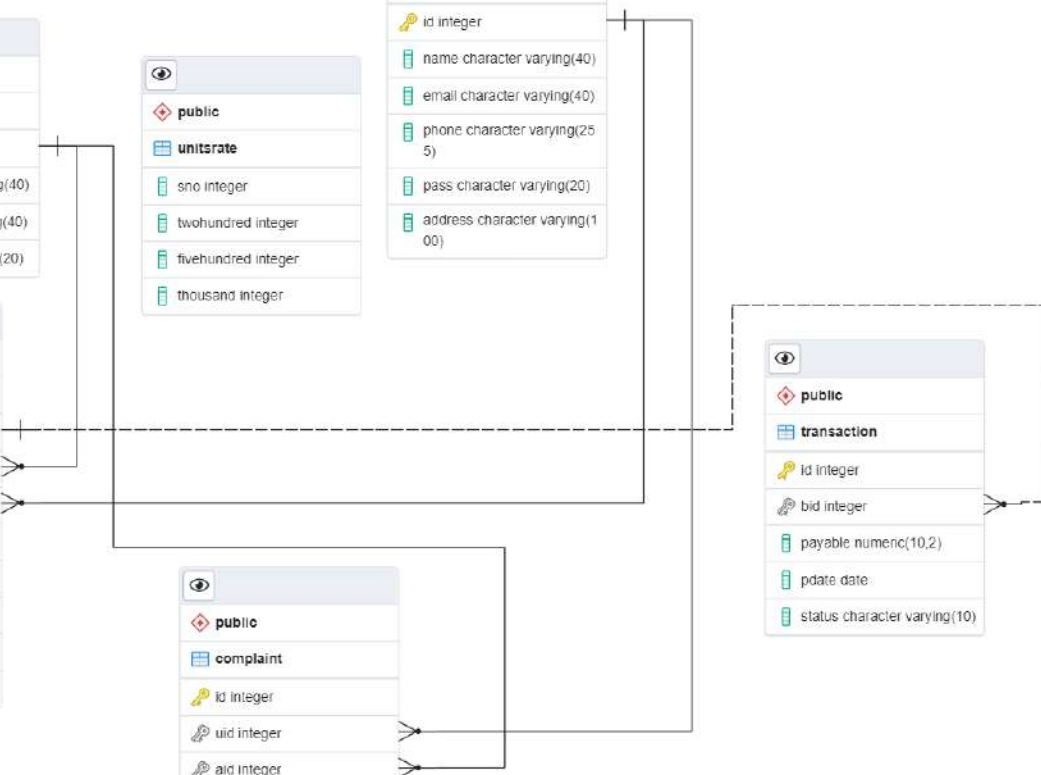 g(40)
g(40)
(20)
public
unitsrate
sno integer
twohundred integer
fivehundred integer
thousand integer
id integer
name character varying(40)
email character varying(40)
phone character varying(25
5)
pass character varying(20)
address character varying(1
00)
public
transaction
id integer
bid integer
payable numeric(10,2)
pdate date
status character varying(10)
public
complaint
id integer
uid integer
aid integer